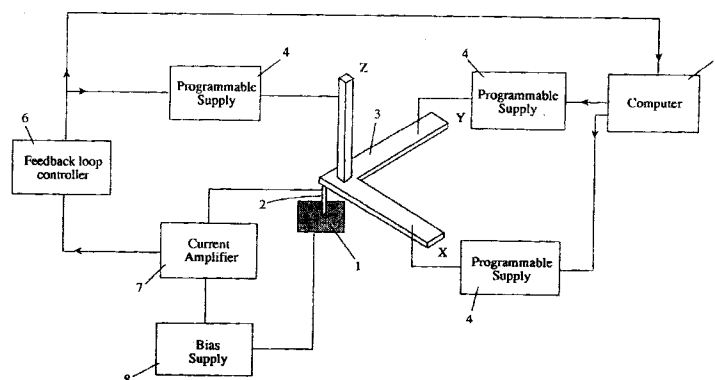 4
Programmable
Supply
Z
4
Programmable
Supply
Computer
6
Feedback loop
controller
3
Y
2
1
Current
Amplifier
7
X
Programmable
Supply
4
Bias
Supply